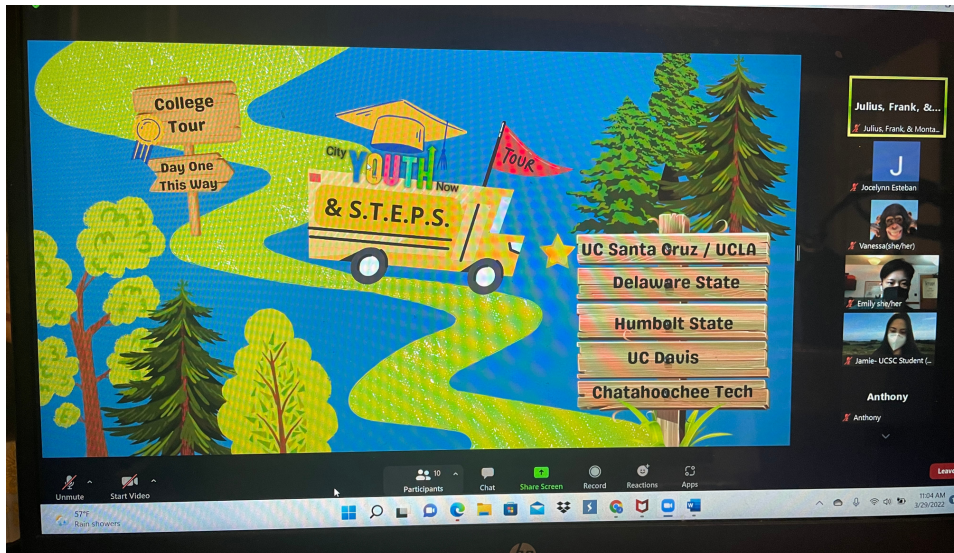 College
Tour
Day One
This Way
City YOUTH Now
TOUR
& S.T.E.P.S.
UC Santa Gruz / UCLA
Delaware State
Humbolt State
UC Davis
Chatahoochee Tech
Julius, Frank, &...
Julius, Frank, & Monta...
J
Jocelynn Esteban
Vanessa(she/her)
Emily she/her
Jamie- UCSC Student (...
Anthony
Anthony
Unmute
Start Video
10
Participants
Chat
Share Screen
Record
Reactions
Apps
Leave
57°F
Rain showers
11:04 AM
3/29/2022
hp